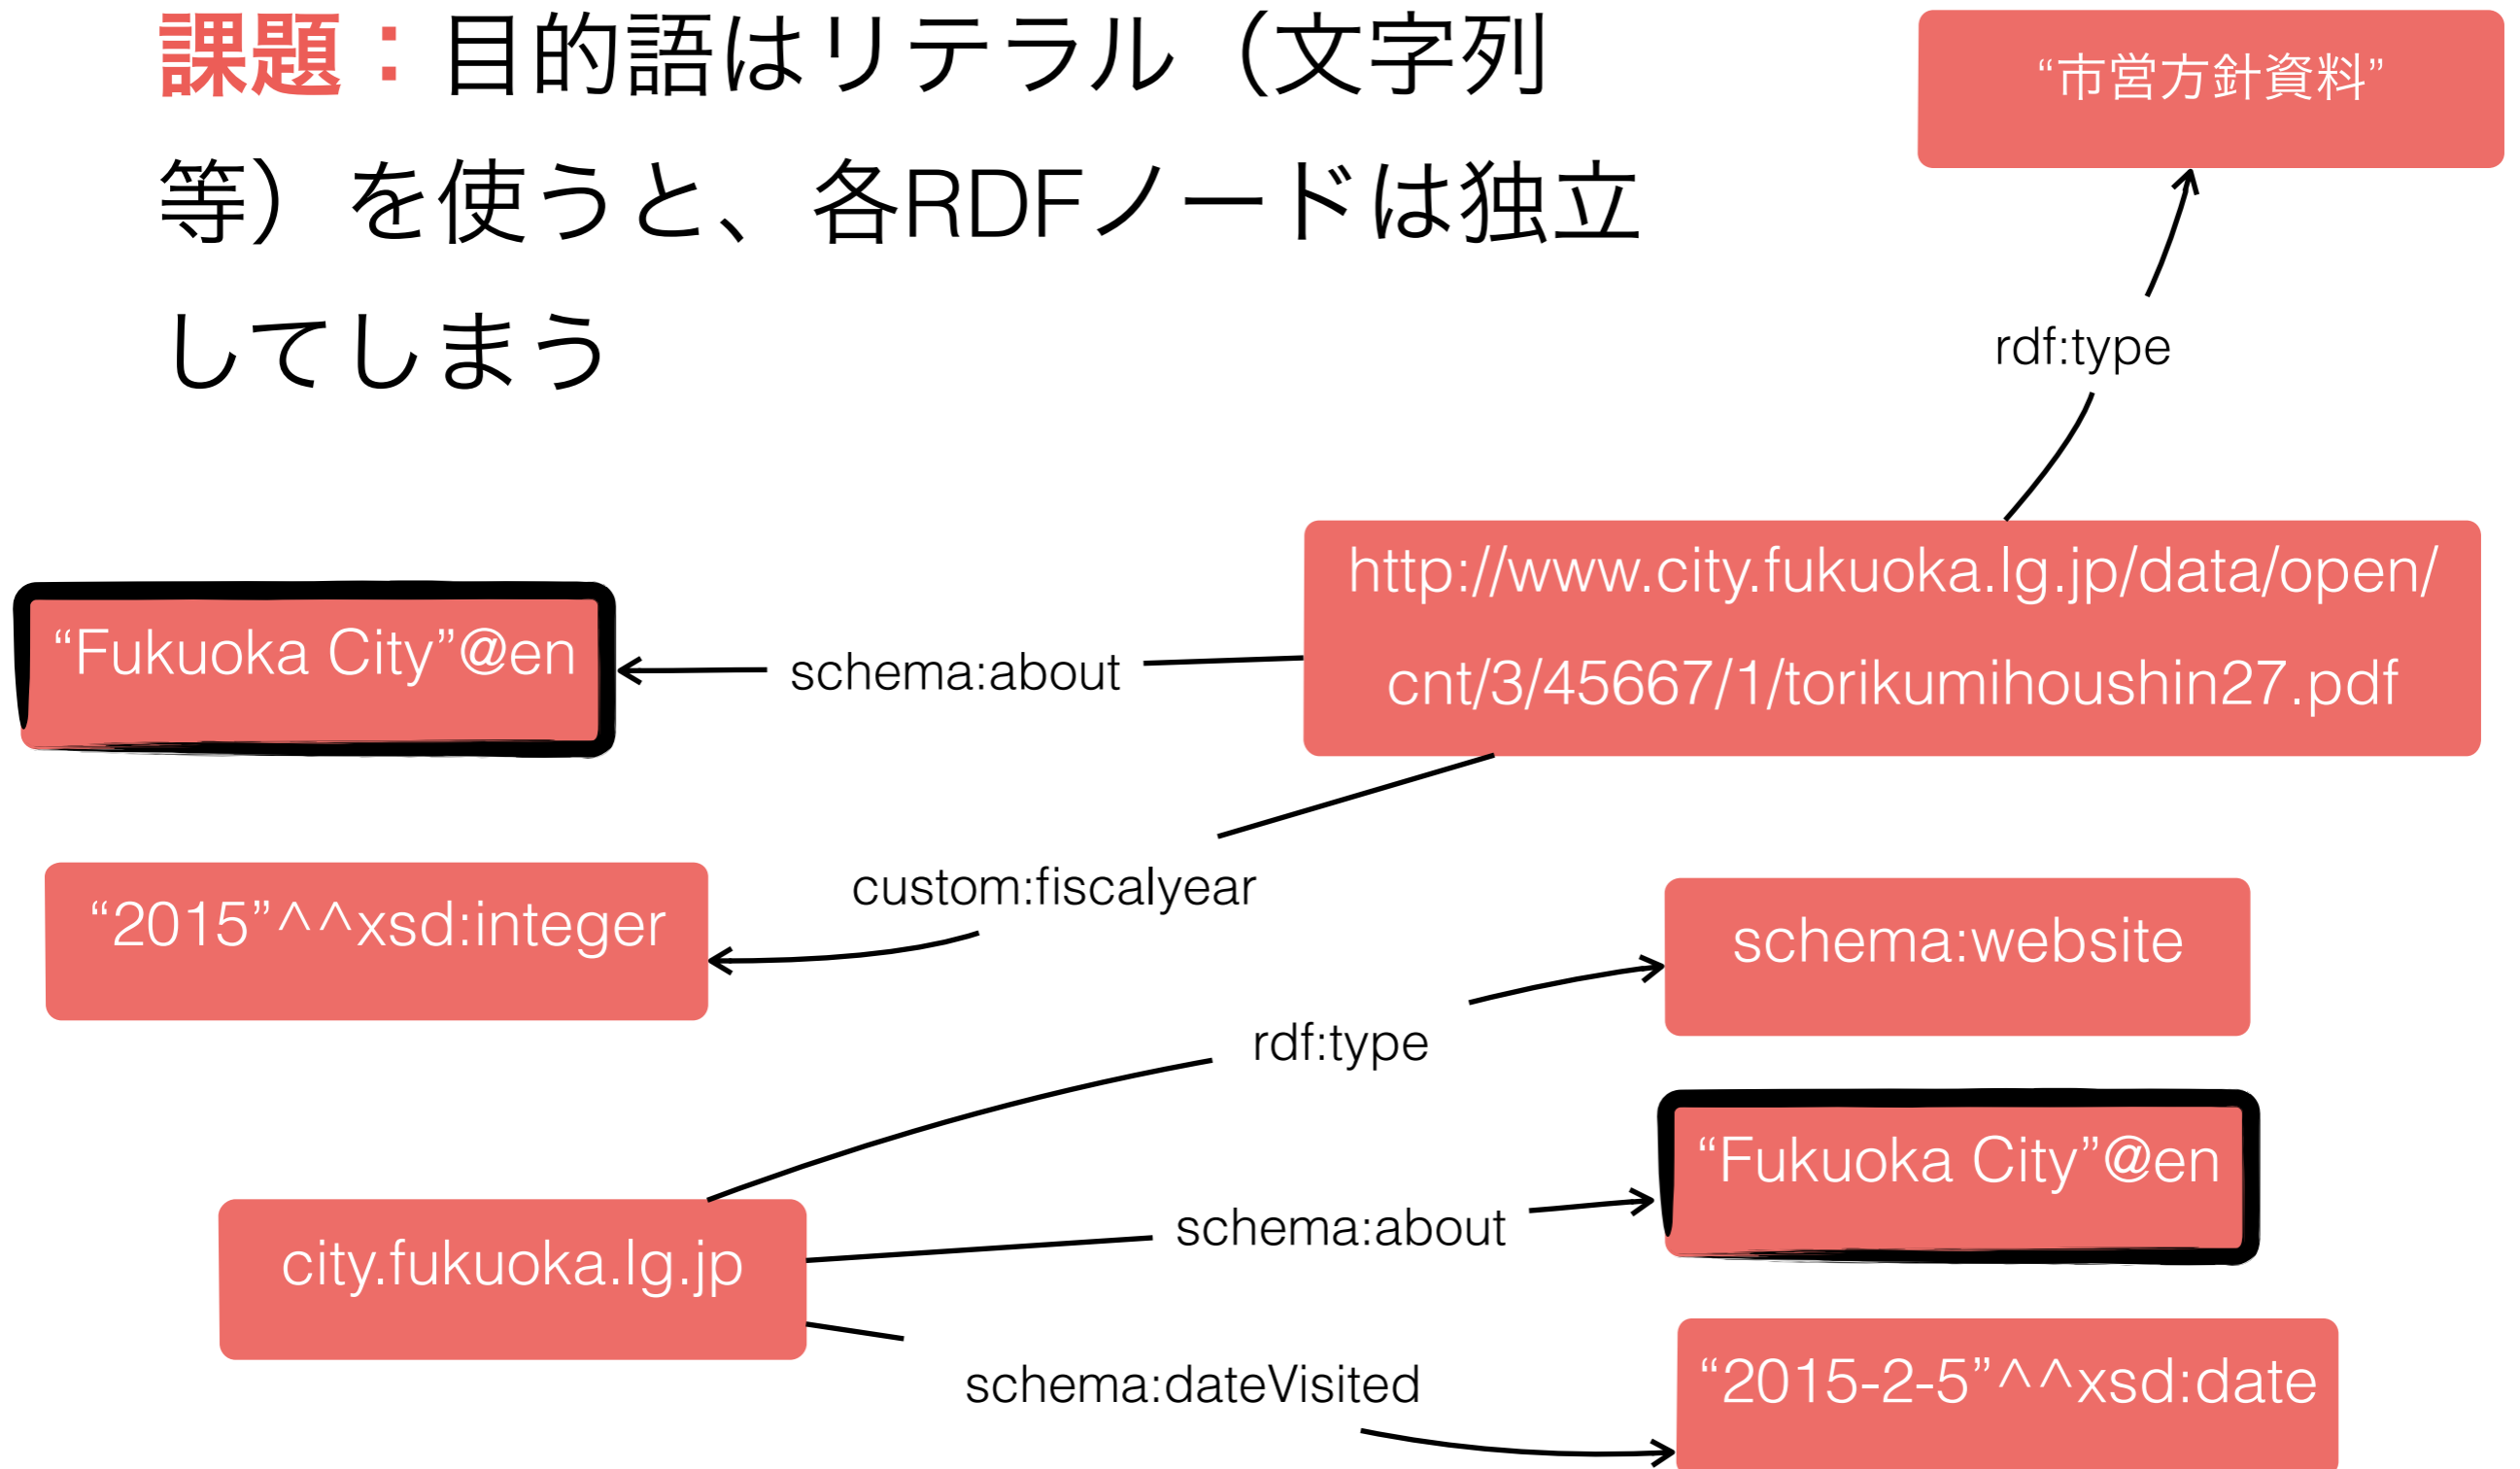 課題：目的語はリテラル（文字列
等）を使うと、各RDFノードは独立
してしまう
“市営方針資料”
rdf:type
http://www.city.fukuoka.lg.jp/data/open/
cnt/3/45667/1/torikumihoushin27.pdf
“Fukuoka City”@en
schema:about
custom:fiscalyear
“2015”^^xsd:integer
schema:website
rdf:type
“Fukuoka City”@en
schema:about
city.fukuoka.lg.jp
schema:dateVisited
“2015-2-5”^^xsd:date